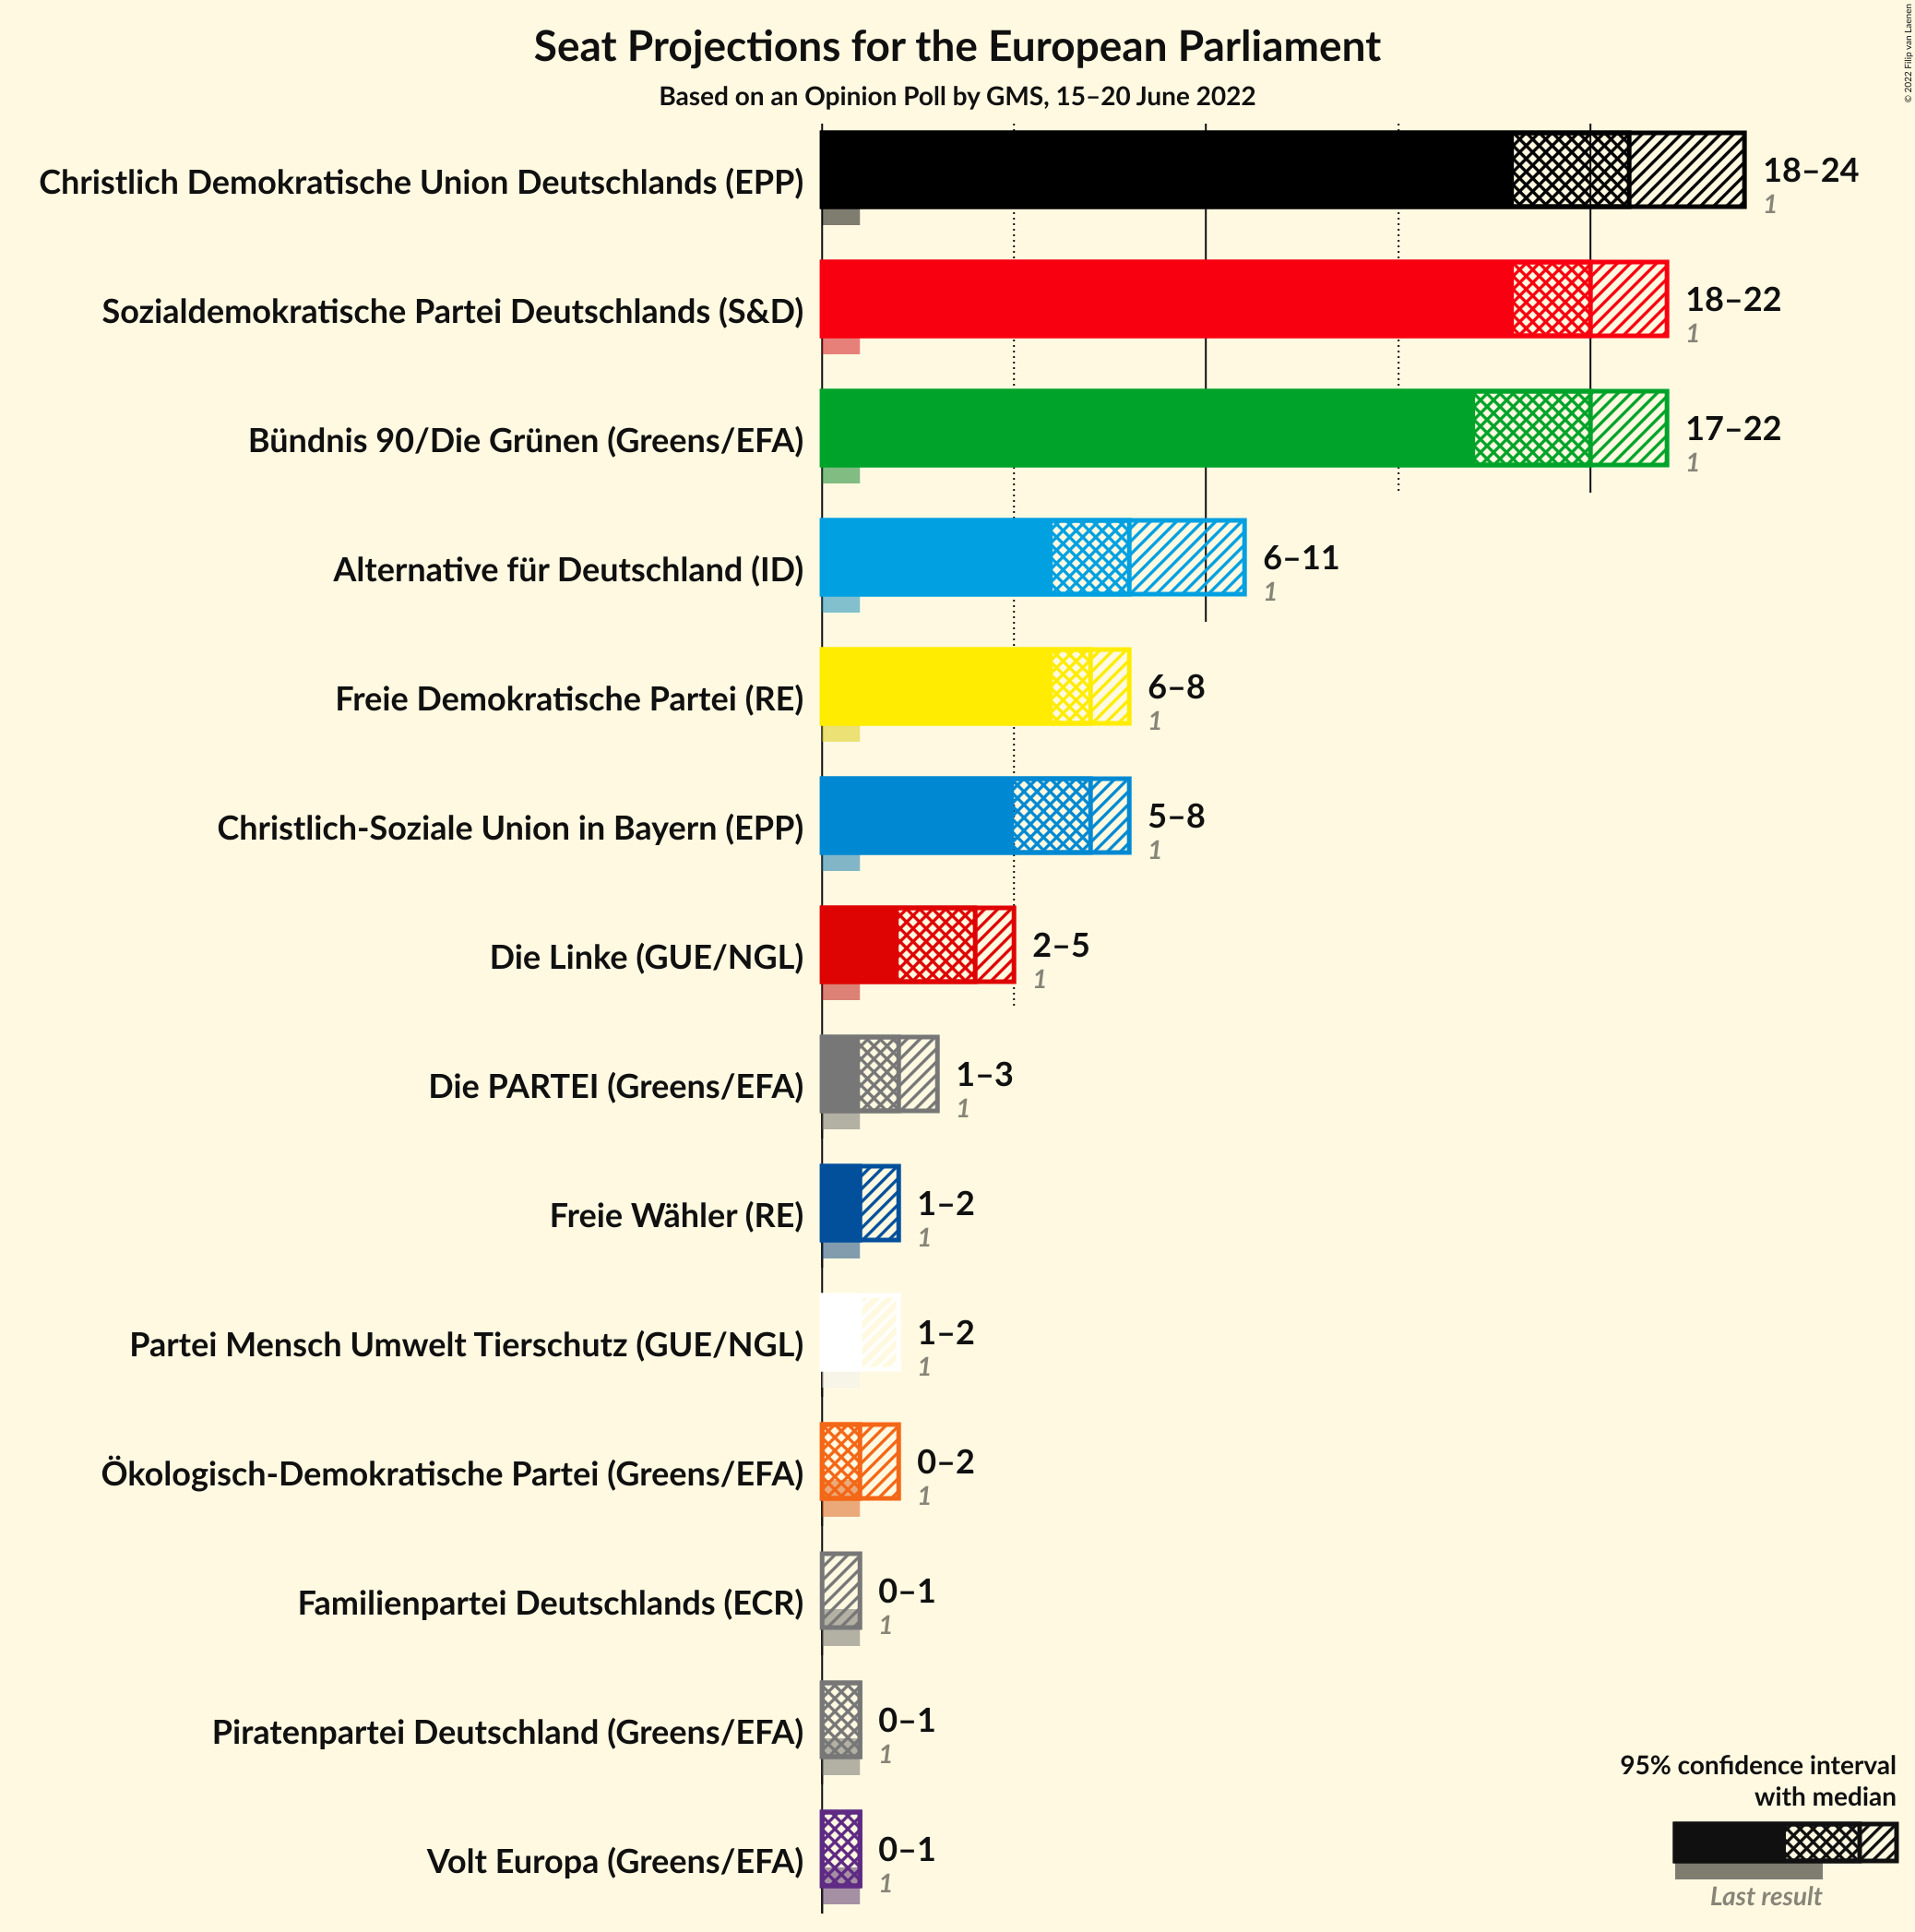 Seat Projections for the European Parliament
Based on an Opinion Poll by GMS, 15–20 June 2022
© 2022 Filip van Laenen
Christlich Demokratische Union Deutschlands (EPP)
18–24
1
Sozialdemokratische Partei Deutschlands (S&D)
18–22
1
Bündnis 90/Die Grünen (Greens/EFA)
17–22
1
Alternative für Deutschland (ID)
6–11
1
Freie Demokratische Partei (RE)
6–8
1
Christlich-Soziale Union in Bayern (EPP)
5–8
1
Die Linke (GUE/NGL)
2–5
1
Die PARTEI (Greens/EFA)
1–3
1
Freie Wähler (RE)
1–2
1
Partei Mensch Umwelt Tierschutz (GUE/NGL)
1–2
1
Ökologisch-Demokratische Partei (Greens/EFA)
0–2
1
Familienpartei Deutschlands (ECR)
0–1
1
Piratenpartei Deutschland (Greens/EFA)
0–1
1
Volt Europa (Greens/EFA)
0–1
1
95% confidence interval
with median
Last result